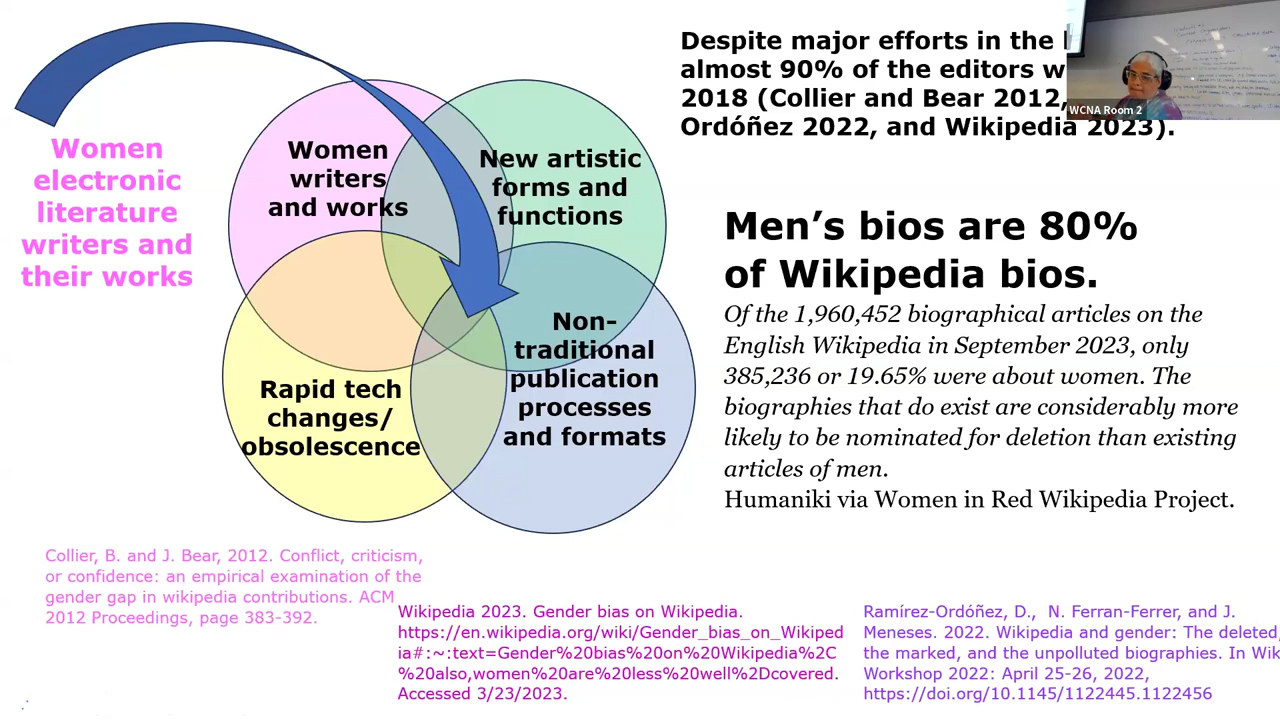 Despite major efforts in the
almost 90% of the editors w
2018 (Collier and Bear 2012,
Ordóñez 2022, and Wikipedia 2023).
WCNA Room 2
Women
electronic
literature
writers and
their works
Women
writers
and works
New artistic
forms and
functions
Rapid tech
changes/
obsolescence
Non-
traditional
publication
processes
and formats
Men’s bios are 80%
of Wikipedia bios.
Of the 1,960,452 biographical articles on the
English Wikipedia in September 2023, only
385,236 or 19.65% were about women. The
biographies that do exist are considerably more
likely to be nominated for deletion than existing
articles of men.
Humaniki via Women in Red Wikipedia Project.
Collier, B. and J. Bear, 2012. Conflict, criticism,
or confidence: an empirical examination of the
gender gap in wikipedia contributions. ACM
2012 Proceedings, page 383-392.
Wikipedia 2023. Gender bias on Wikipedia.
https://en.wikipedia.org/wiki/Gender_bias_on_Wikiped
ia#:~:text=Gender%20bias%20on%20Wikipedia%2C
%20also,women%20are%20less%20well%2Dcovered.
Accessed 3/23/2023.
Ramírez-Ordóñez, D., N. Ferran-Ferrer, and J.
Meneses. 2022. Wikipedia and gender: The deleted,
the marked, and the unpolluted biographies. In Wik
Workshop 2022: April 25-26, 2022,
https://doi.org/10.1145/1122445.1122456